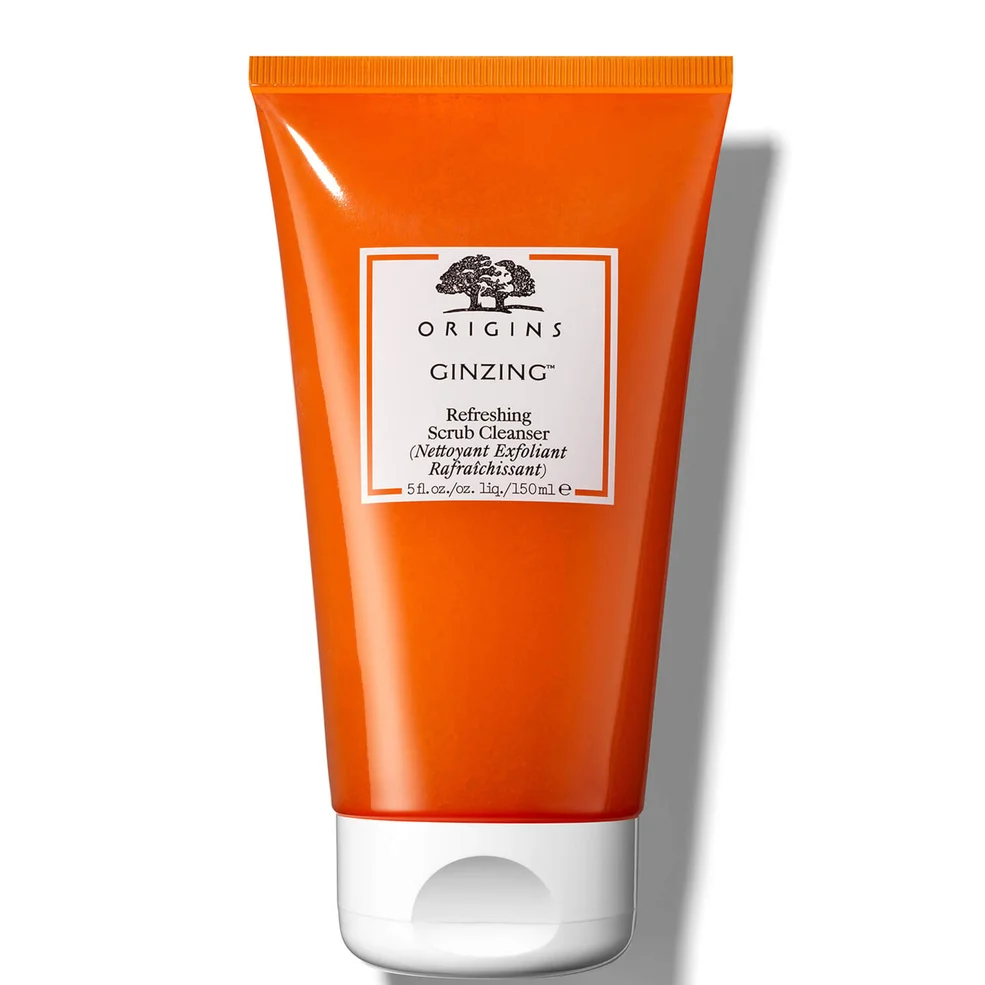 ORIGINS
GINZING™
Refreshing
Scrub Cleanser
(Nettoyant Exfoliant
Rafraîchissant)
5 fl.oz./oz. liq./150 ml ℮